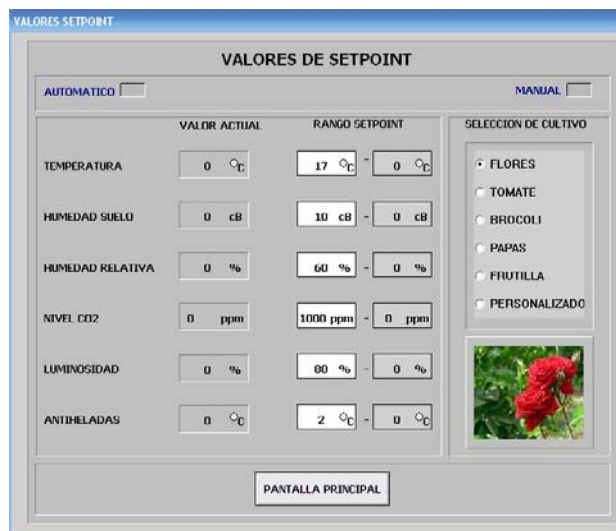 VALORES SETPOINT
VALORES DE SETPOINT
AUTOMATICO MANUAL
VALOR ACTUAL RANGO SETPOINT SELECCION DE CULTIVO
TEMPERATURA 0 °C 17 °C - 0 °C
FLORES
TOMATE
HUMEDAD SUELO 0 cB 10 cB - 0 cB
BROCOLI
PAPAS
HUMEDAD RELATIVA 0 % 60 % - 0 %
FRUTILLA
PERSONALIZADO
NIVEL CO2 0 ppm 1000 ppm - 0 ppm
LUMINOSIDAD 0 % 80 % - 0 %
ANTIHELADAS 0 °C 2 °C - 0 °C
PANTALLA PRINCIPAL